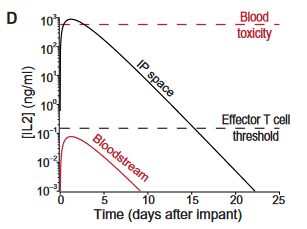 D
Blood
toxicity
IP space
Effector T cell
threshold
Bloodstream
[IL2] (ng/ml)
10³
10²
10¹
10⁰
10⁻¹
10⁻²
10⁻³
0 5 10 15 20 25
Time (days after impant)